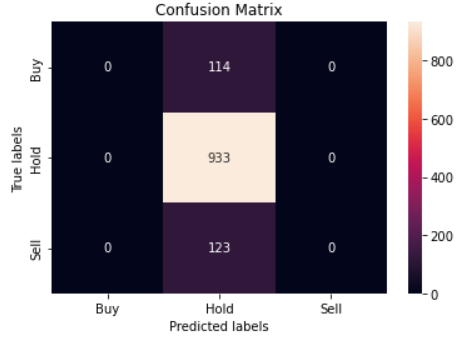 Confusion Matrix
True labels
Buy
0
114
0
Hold
0
933
0
Sell
0
123
0
Buy
Hold
Sell
Predicted labels
800
600
400
200
0